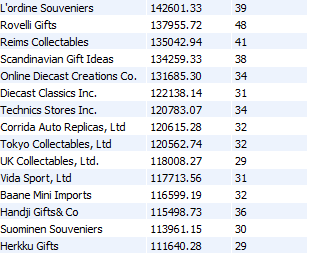 L'ordine Souveniers 142601.33 39
Rovelli Gifts 137955.72 48
Reims Collectables 135042.94 41
Scandinavian Gift Ideas 134259.33 38
Online Diecast Creations Co. 131685.30 34
Diecast Classics Inc. 122138.14 31
Technics Stores Inc. 120783.07 34
Corrida Auto Replicas, Ltd 120615.28 32
Tokyo Collectables, Ltd 120562.74 32
UK Collectables, Ltd. 118008.27 29
Vida Sport, Ltd 117713.56 31
Baane Mini Imports 116599.19 32
Handji Gifts& Co 115498.73 36
Suominen Souveniers 113961.15 30
Herkku Gifts 111640.28 29